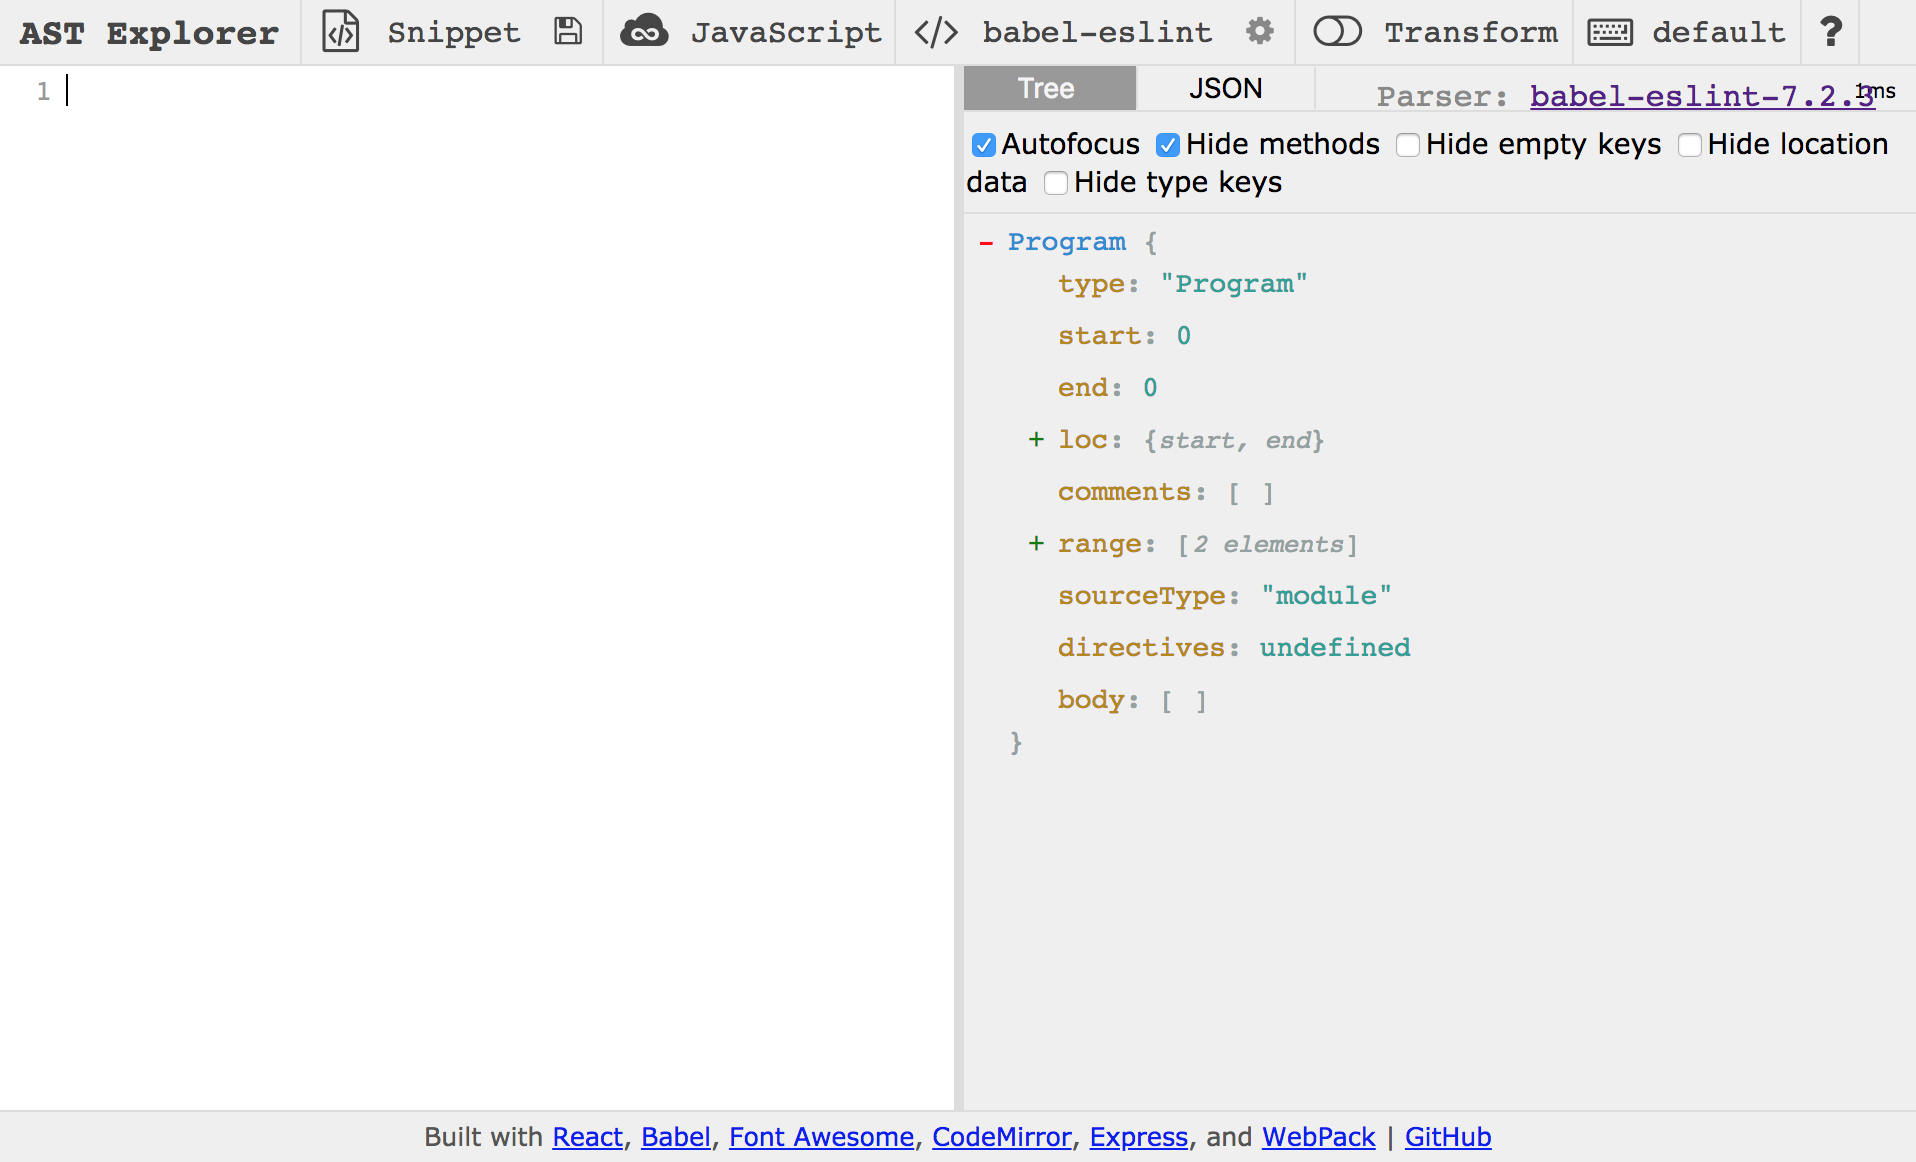 AST Explorer Snippet JavaScript </> babel-eslint Transform default ?
1
Tree JSON Parser: babel-eslint-7.2.3 1ms
Autofocus Hide methods Hide empty keys Hide location
data Hide type keys
- Program {
type: "Program"
start: 0
end: 0
+ loc: {start, end}
comments: [ ]
+ range: [2 elements]
sourceType: "module"
directives: undefined
body: [ ]
}
Built with React, Babel, Font Awesome, CodeMirror, Express, and WebPack | GitHub